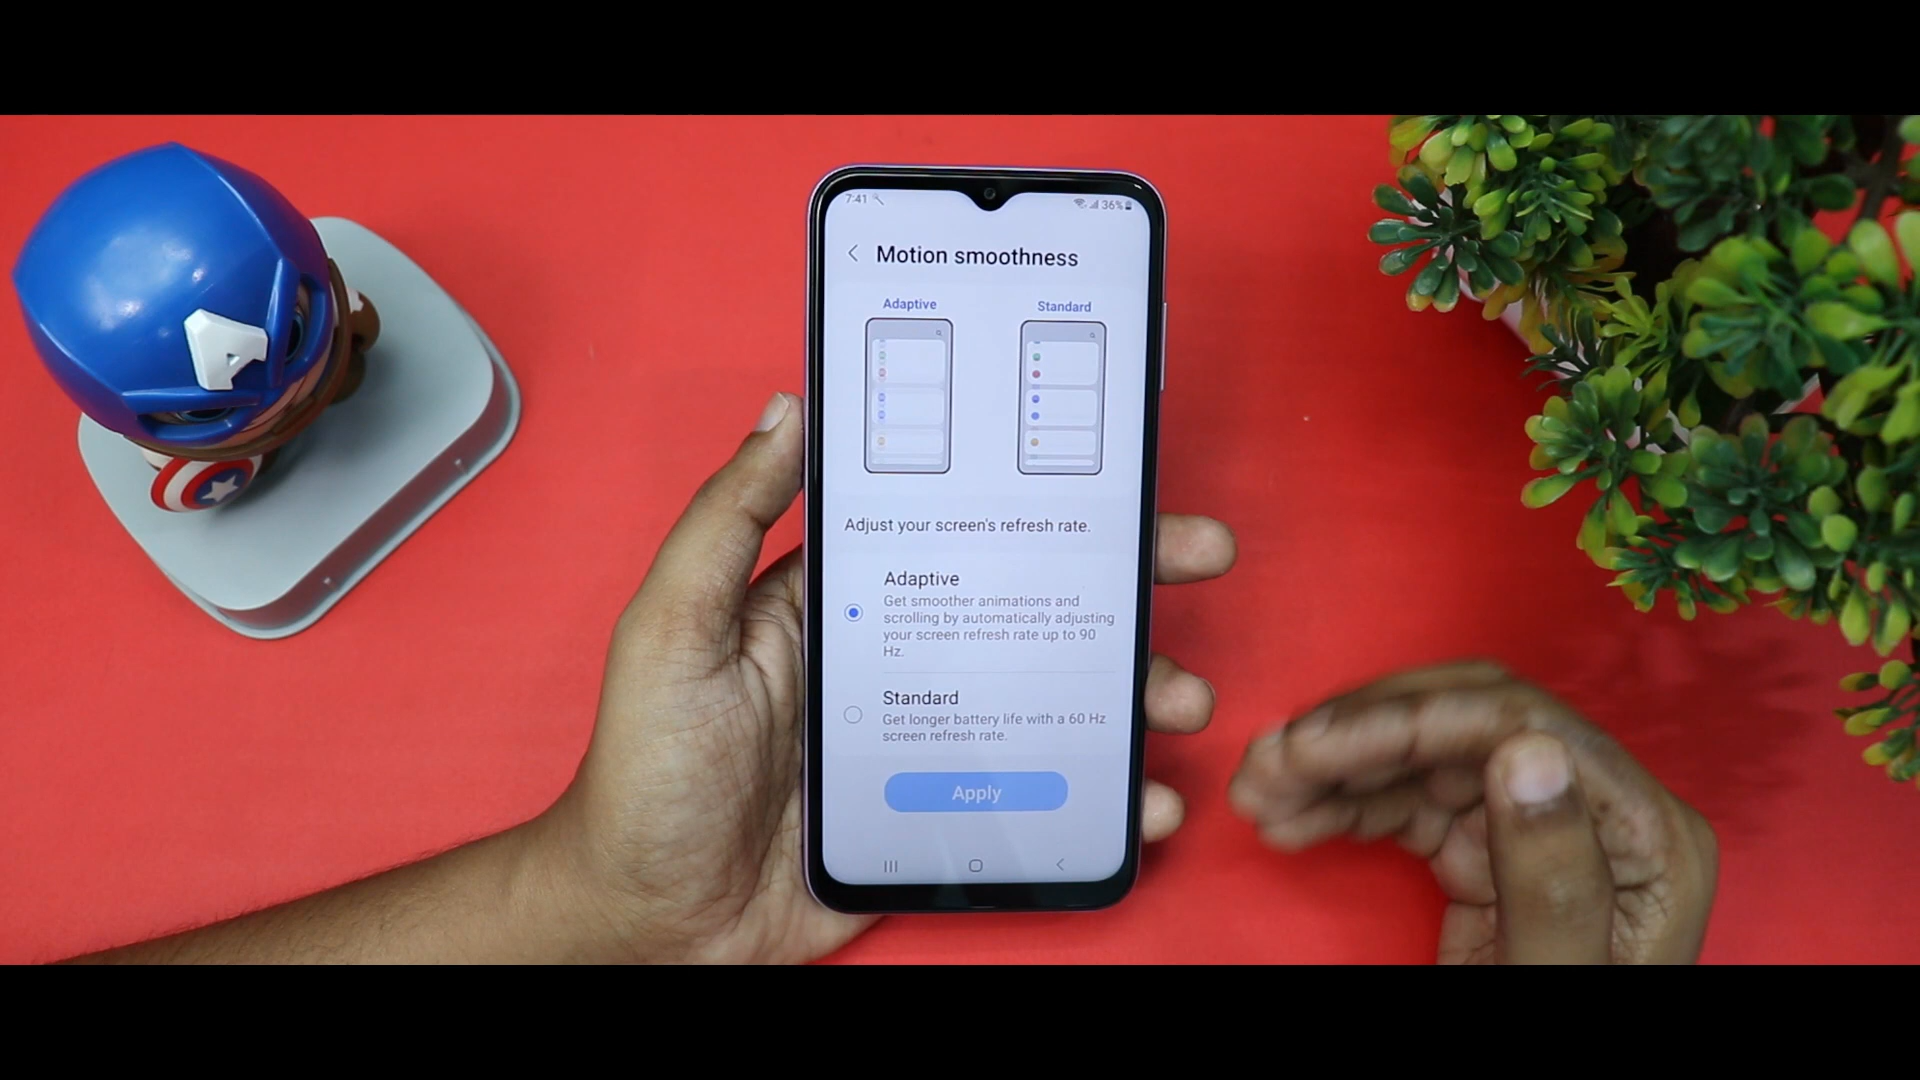 7:41
36%
Motion smoothness
Adaptive
Standard
Adjust your screen's refresh rate.
Adaptive
Get smoother animations and
scrolling by automatically adjusting
your screen refresh rate up to 90
Hz.
Standard
Get longer battery life with a 60 Hz
screen refresh rate.
Apply
A